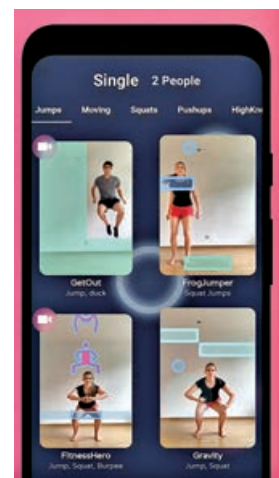 Single 2 People
Jumps Moving Squats Pushups HighKne
GetOut
Jump, duck
FrogJumper
Squat Jumps
FitnessHero
Jump, Squat, Burpee
Gravity
Jump, Squat